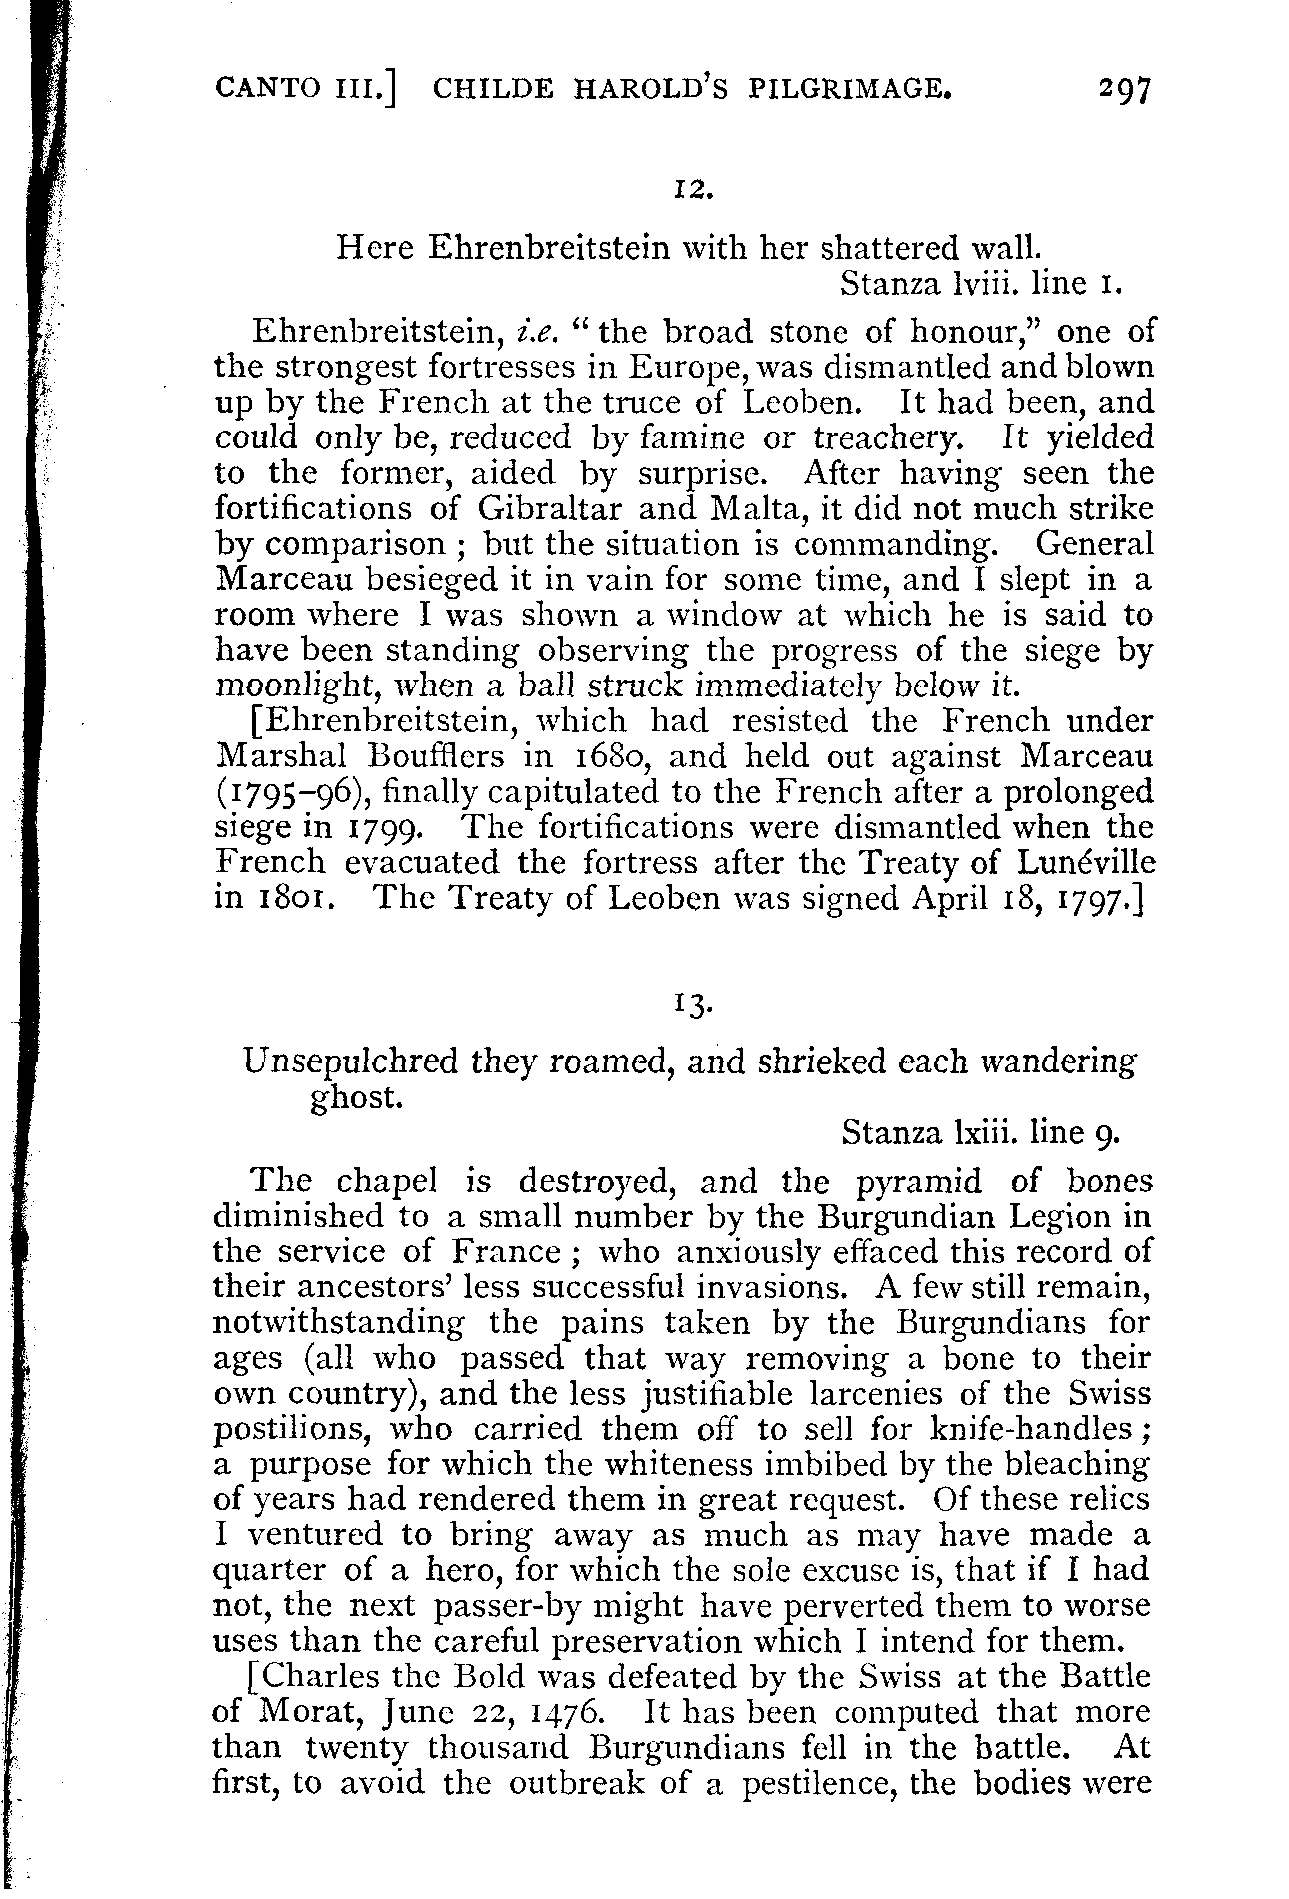 CANTO III.] CHILDE HAROLD'S PILGRIMAGE. 297
12.
Here Ehrenbreitstein with her shattered wall.
Stanza lviii. line 1.
Ehrenbreitstein, i.e. “the broad stone of honour,” one of
the strongest fortresses in Europe, was dismantled and blown
up by the French at the truce of Leoben. It had been, and
could only be, reduced by famine or treachery. It yielded
to the former, aided by surprise. After having seen the
fortifications of Gibraltar and Malta, it did not much strike
by comparison ; but the situation is commanding. General
Marceau besieged it in vain for some time, and I slept in a
room where I was shown a window at which he is said to
have been standing observing the progress of the siege by
moonlight, when a ball struck immediately below it.
[Ehrenbreitstein, which had resisted the French under
Marshal Boufflers in 1680, and held out against Marceau
(1795–96), finally capitulated to the French after a prolonged
siege in 1799. The fortifications were dismantled when the
French evacuated the fortress after the Treaty of Lunéville
in 1801. The Treaty of Leoben was signed April 18, 1797.]
13.
Unsepulchred they roamed, and shrieked each wandering
ghost.
Stanza lxiii. line 9.
The chapel is destroyed, and the pyramid of bones
diminished to a small number by the Burgundian Legion in
the service of France ; who anxiously effaced this record of
their ancestors’ less successful invasions. A few still remain,
notwithstanding the pains taken by the Burgundians for
ages (all who passed that way removing a bone to their
own country), and the less justifiable larcenies of the Swiss
postilions, who carried them off to sell for knife-handles ;
a purpose for which the whiteness imbibed by the bleaching
of years had rendered them in great request. Of these relics
I ventured to bring away as much as may have made a
quarter of a hero, for which the sole excuse is, that if I had
not, the next passer-by might have perverted them to worse
uses than the careful preservation which I intend for them.
[Charles the Bold was defeated by the Swiss at the Battle
of Morat, June 22, 1476. It has been computed that more
than twenty thousand Burgundians fell in the battle. At
first, to avoid the outbreak of a pestilence, the bodies were